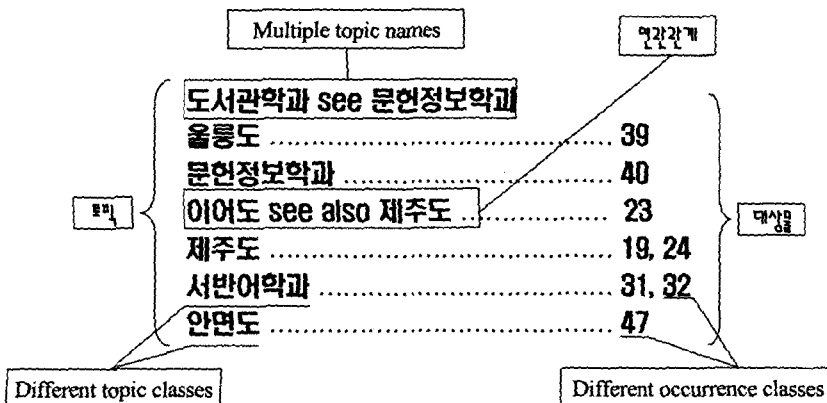 Multiple topic names
연관관계
도서관학과 see 문헌정보학과
울릉도 ........................................ 39
문헌정보학과 ................................ 40
토픽
이어도 see also 제주도 ................ 23
대상물
제주도 ........................................ 19, 24
서반어학과 .................................... 31, 32
안면도 ........................................ 47
Different topic classes
Different occurrence classes